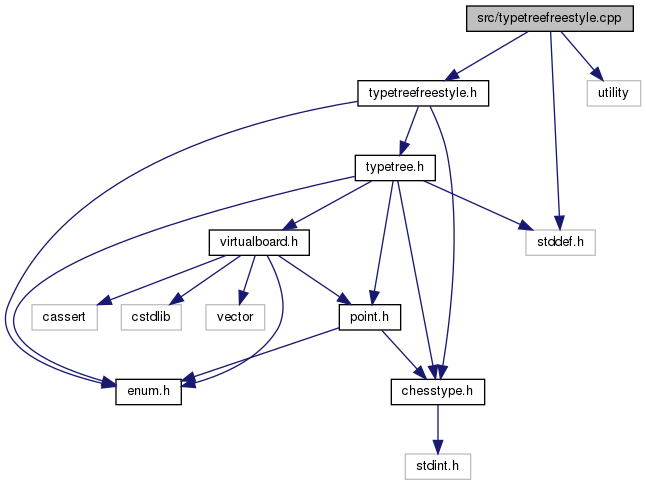 src/typetreefreestyle.cpp
typetreefreestyle.h
utility
typetree.h
virtualboard.h
stddef.h
cassert
cstdlib
vector
point.h
enum.h
chesstype.h
stdint.h